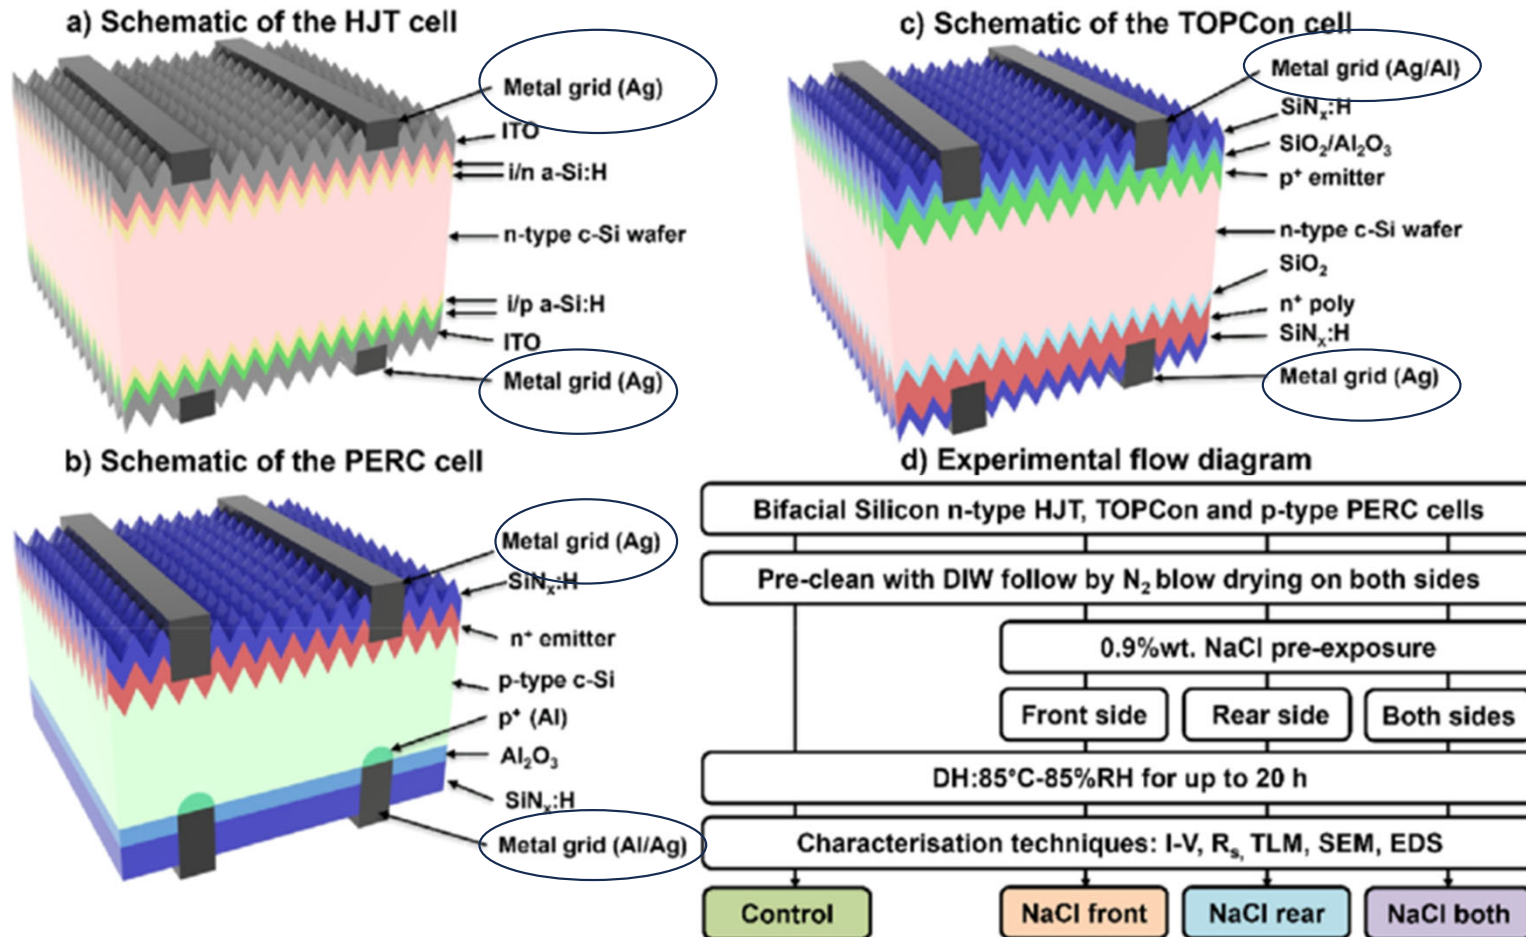 a) Schematic of the HJT cell
Metal grid (Ag)
ITO
i/n a-Si:H
n-type c-Si wafer
i/p a-Si:H
ITO
Metal grid (Ag)
b) Schematic of the PERC cell
Metal grid (Ag)
SiNx:H
n+ emitter
p-type c-Si
p+ (Al)
Al2O3
SiNx:H
Metal grid (Al/Ag)
c) Schematic of the TOPCon cell
Metal grid (Ag/Al)
SiNx:H
SiO2/Al2O3
p+ emitter
n-type c-Si wafer
SiO2
n+ poly
SiNx:H
Metal grid (Ag)
d) Experimental flow diagram
Bifacial Silicon n-type HJT, TOPCon and p-type PERC cells
Pre-clean with DIW follow by N2 blow drying on both sides
0.9%wt. NaCl pre-exposure
Front side
Rear side
Both sides
DH:85°C-85%RH for up to 20 h
Characterisation techniques: I-V, Rs, TLM, SEM, EDS
Control
NaCl front
NaCl rear
NaCl both